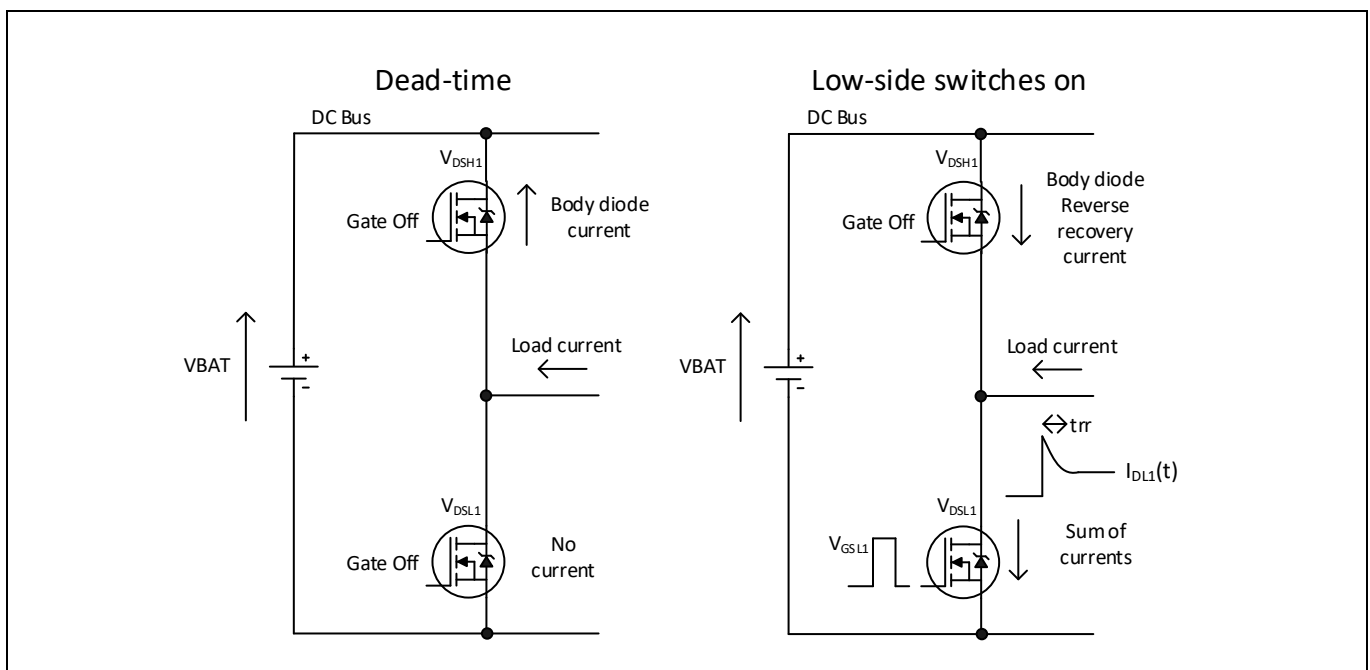 Dead-time
DC Bus
VDSH1
Gate Off
Body diode
current
VBAT
+
-
Load current
VDSL1
Gate Off
No
current
Low-side switches on
DC Bus
VDSH1
Gate Off
Body diode
Reverse
recovery
current
VBAT
+
-
Load current
trr
IDL1(t)
VDSL1
VGSL1
Sum of
currents